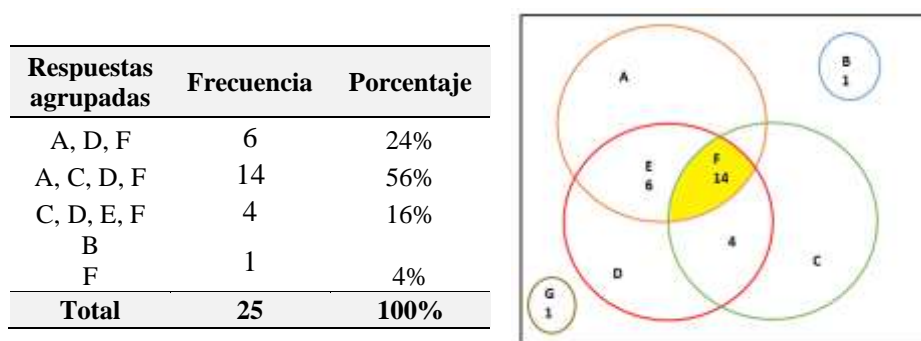 Respuestas agrupadas Frecuencia Porcentaje
A, D, F 6 24%
A, C, D, F 14 56%
C, D, E, F 4 16%
B
F 1 4%
Total 25 100%
A
B
1
E
6
F
14
4
D
C
G
1